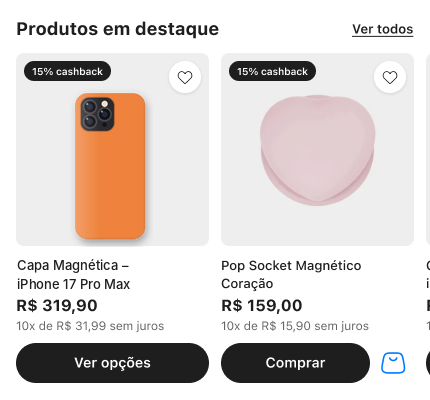 Produtos em destaque
Ver todos
15% cashback
15% cashback
Capa Magnética –
iPhone 17 Pro Max
R$ 319,90
10x de R$ 31,99 sem juros
Ver opções
Pop Socket Magnético
Coração
R$ 159,00
10x de R$ 15,90 sem juros
Comprar